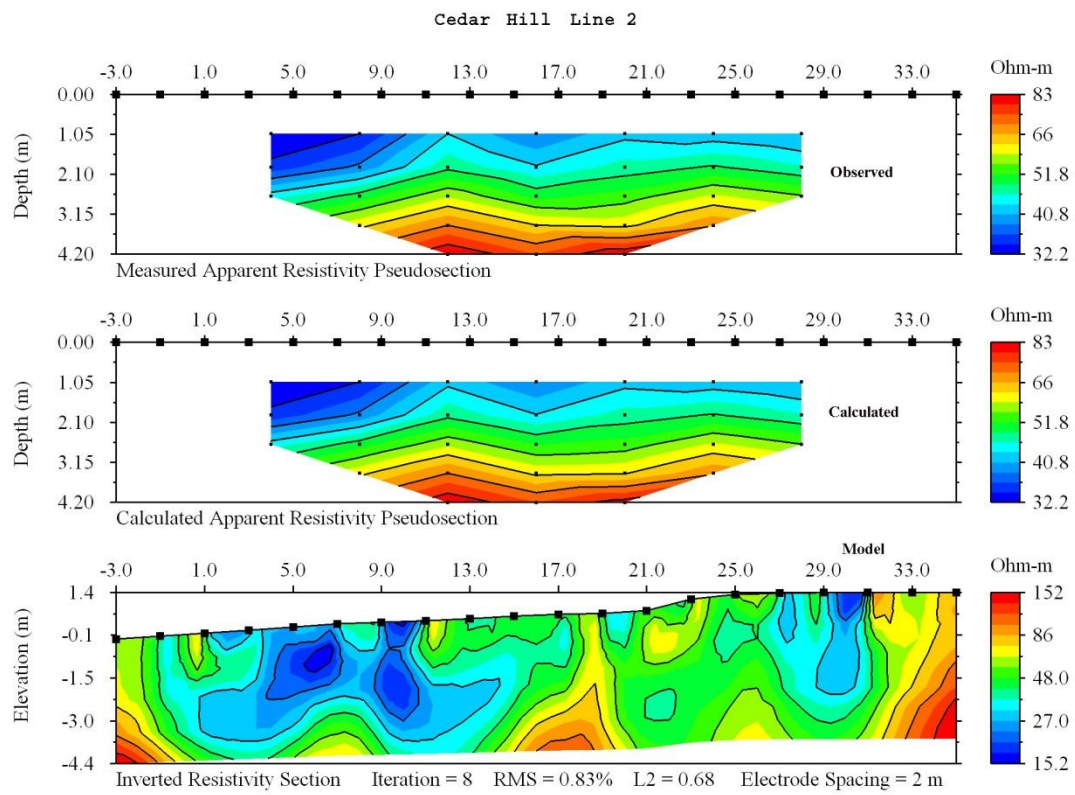 Cedar Hill Line 2
-3.0 1.0 5.0 9.0 13.0 17.0 21.0 25.0 29.0 33.0 Ohm-m
0.00 83
1.05 66
2.10 Observed 51.8
3.15 40.8
4.20 32.2
Depth (m)
Measured Apparent Resistivity Pseudosection
-3.0 1.0 5.0 9.0 13.0 17.0 21.0 25.0 29.0 33.0 Ohm-m
0.00 83
1.05 66
2.10 Calculated 51.8
3.15 40.8
4.20 32.2
Depth (m)
Calculated Apparent Resistivity Pseudosection
Model
-3.0 1.0 5.0 9.0 13.0 17.0 21.0 25.0 29.0 33.0 Ohm-m
1.4 152
-0.1 86
-1.5 48.0
-3.0 27.0
-4.4 15.2
Elevation (m)
Inverted Resistivity Section Iteration = 8 RMS = 0.83% L2 = 0.68 Electrode Spacing = 2 m